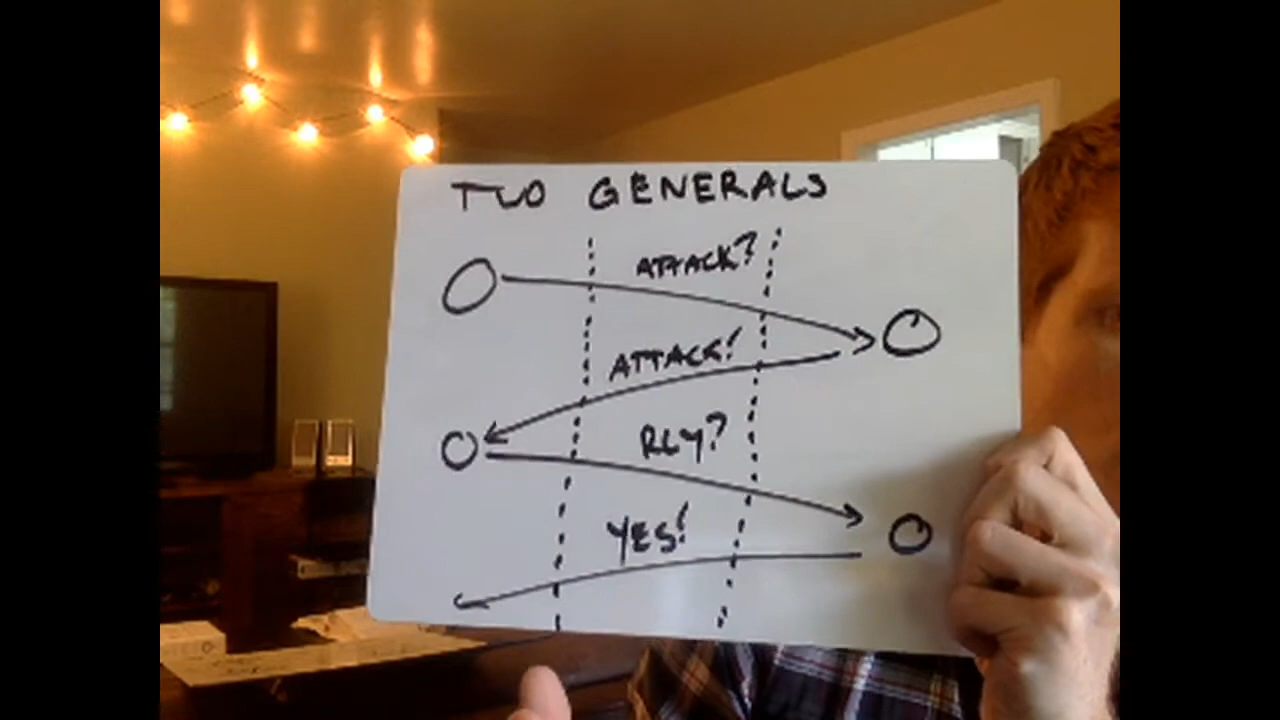 TWO GENERALS
ATTACK?
ATTACK!
RLY?
YES!